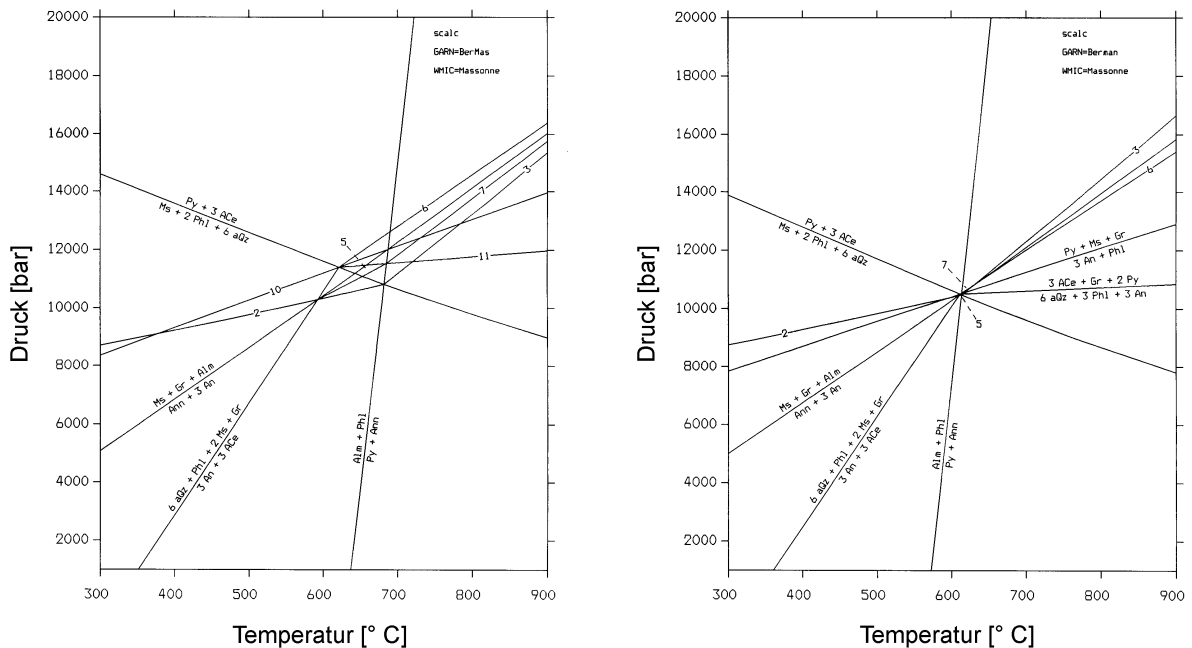 20000
18000
16000
14000
12000
10000
8000
6000
4000
2000
300
400
500
600
700
800
900
Druck [bar]
Temperatur [° C]
scalc
GARN=BerMas
WMIC=Massonne
Py + 3 ACe
Ms + 2 Phl + 6 aQz
5
6
7
3
11
10
2
Ms + Gr + Alm
Ann + 3 An
6 aQz + Phl + 2 Ms + Gr
3 An + 3 ACe
Alm + Phl
Py + Ann
20000
18000
16000
14000
12000
10000
8000
6000
4000
2000
300
400
500
600
700
800
900
Druck [bar]
Temperatur [° C]
scalc
GARN=Berman
WMIC=Massonne
Py + 3 ACe
Ms + 2 Phl + 6 aQz
3
6
7
Py + Ms + Gr
3 An + Phl
3 ACe + Gr + 2 Py
6 aQz + 3 Phl + 3 An
5
2
Ms + Gr + Alm
Ann + 3 An
6 aQz + Phl + 2 Ms + Gr
3 An + 3 ACe
Alm + Phl
Py + Ann